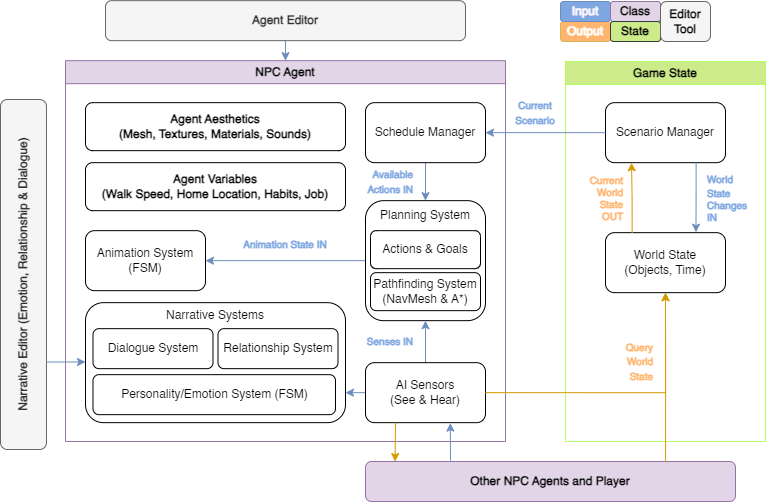 Agent Editor
Input
Class
Output
State
Editor
Tool
NPC Agent
Game State
Narrative Editor (Emotion, Relationship & Dialogue)
Agent Aesthetics
(Mesh, Textures, Materials, Sounds)
Schedule Manager
Current
Scenario
Scenario Manager
Agent Variables
(Walk Speed, Home Location, Habits, Job)
Available
Actions IN
Current
World
State
OUT
World
State
Changes
IN
Planning System
Actions & Goals
Pathfinding System
(NavMesh & A*)
Animation System
(FSM)
Animation State IN
World State
(Objects, Time)
Narrative Systems
Dialogue System
Relationship System
Personality/Emotion System (FSM)
Senses IN
Query
World
State
AI Sensors
(See & Hear)
Other NPC Agents and Player